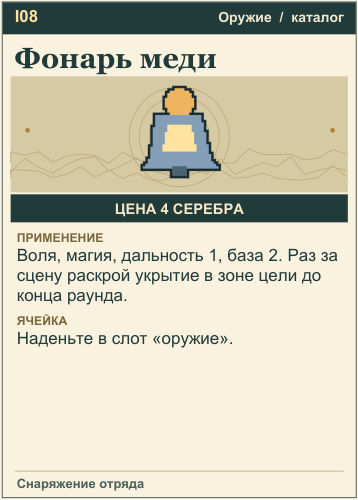 I08
Оружие / каталог
Фонарь меди
ЦЕНА 4 СЕРЕБРА
ПРИМЕНЕНИЕ
Воля, магия, дальность 1, база 2. Раз за
сцену раскрой укрытие в зоне цели до
конца раунда.
ЯЧЕЙКА
Наденьте в слот «оружие».
Снаряжение отряда